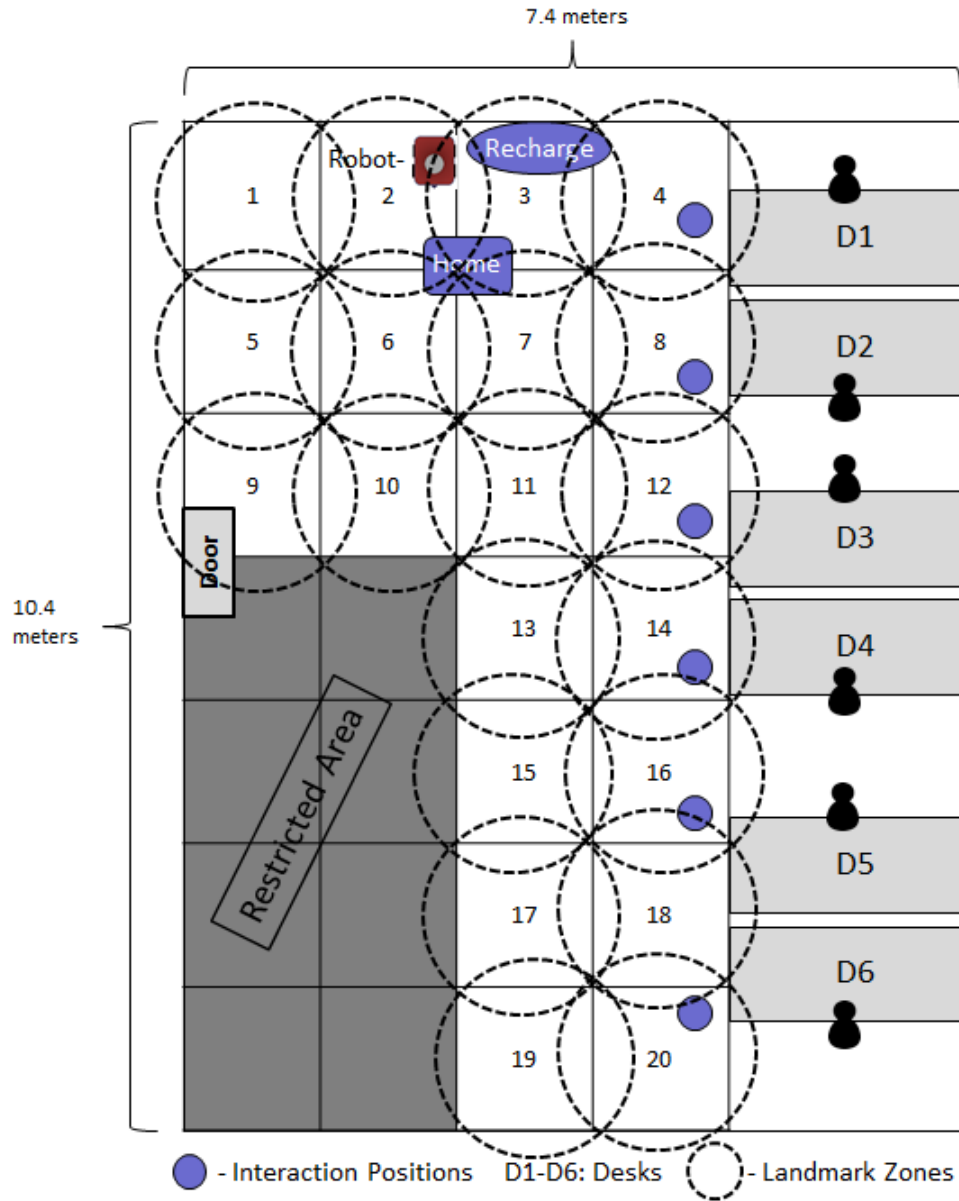 7.4 meters
Robot-
Recharge
1
2
3
4
D1
Home
5
6
7
8
D2
9
10
11
12
D3
Door
10.4
meters
13
14
D4
Restricted Area
15
16
D5
17
18
D6
19
20
- Interaction Positions D1-D6: Desks - Landmark Zones